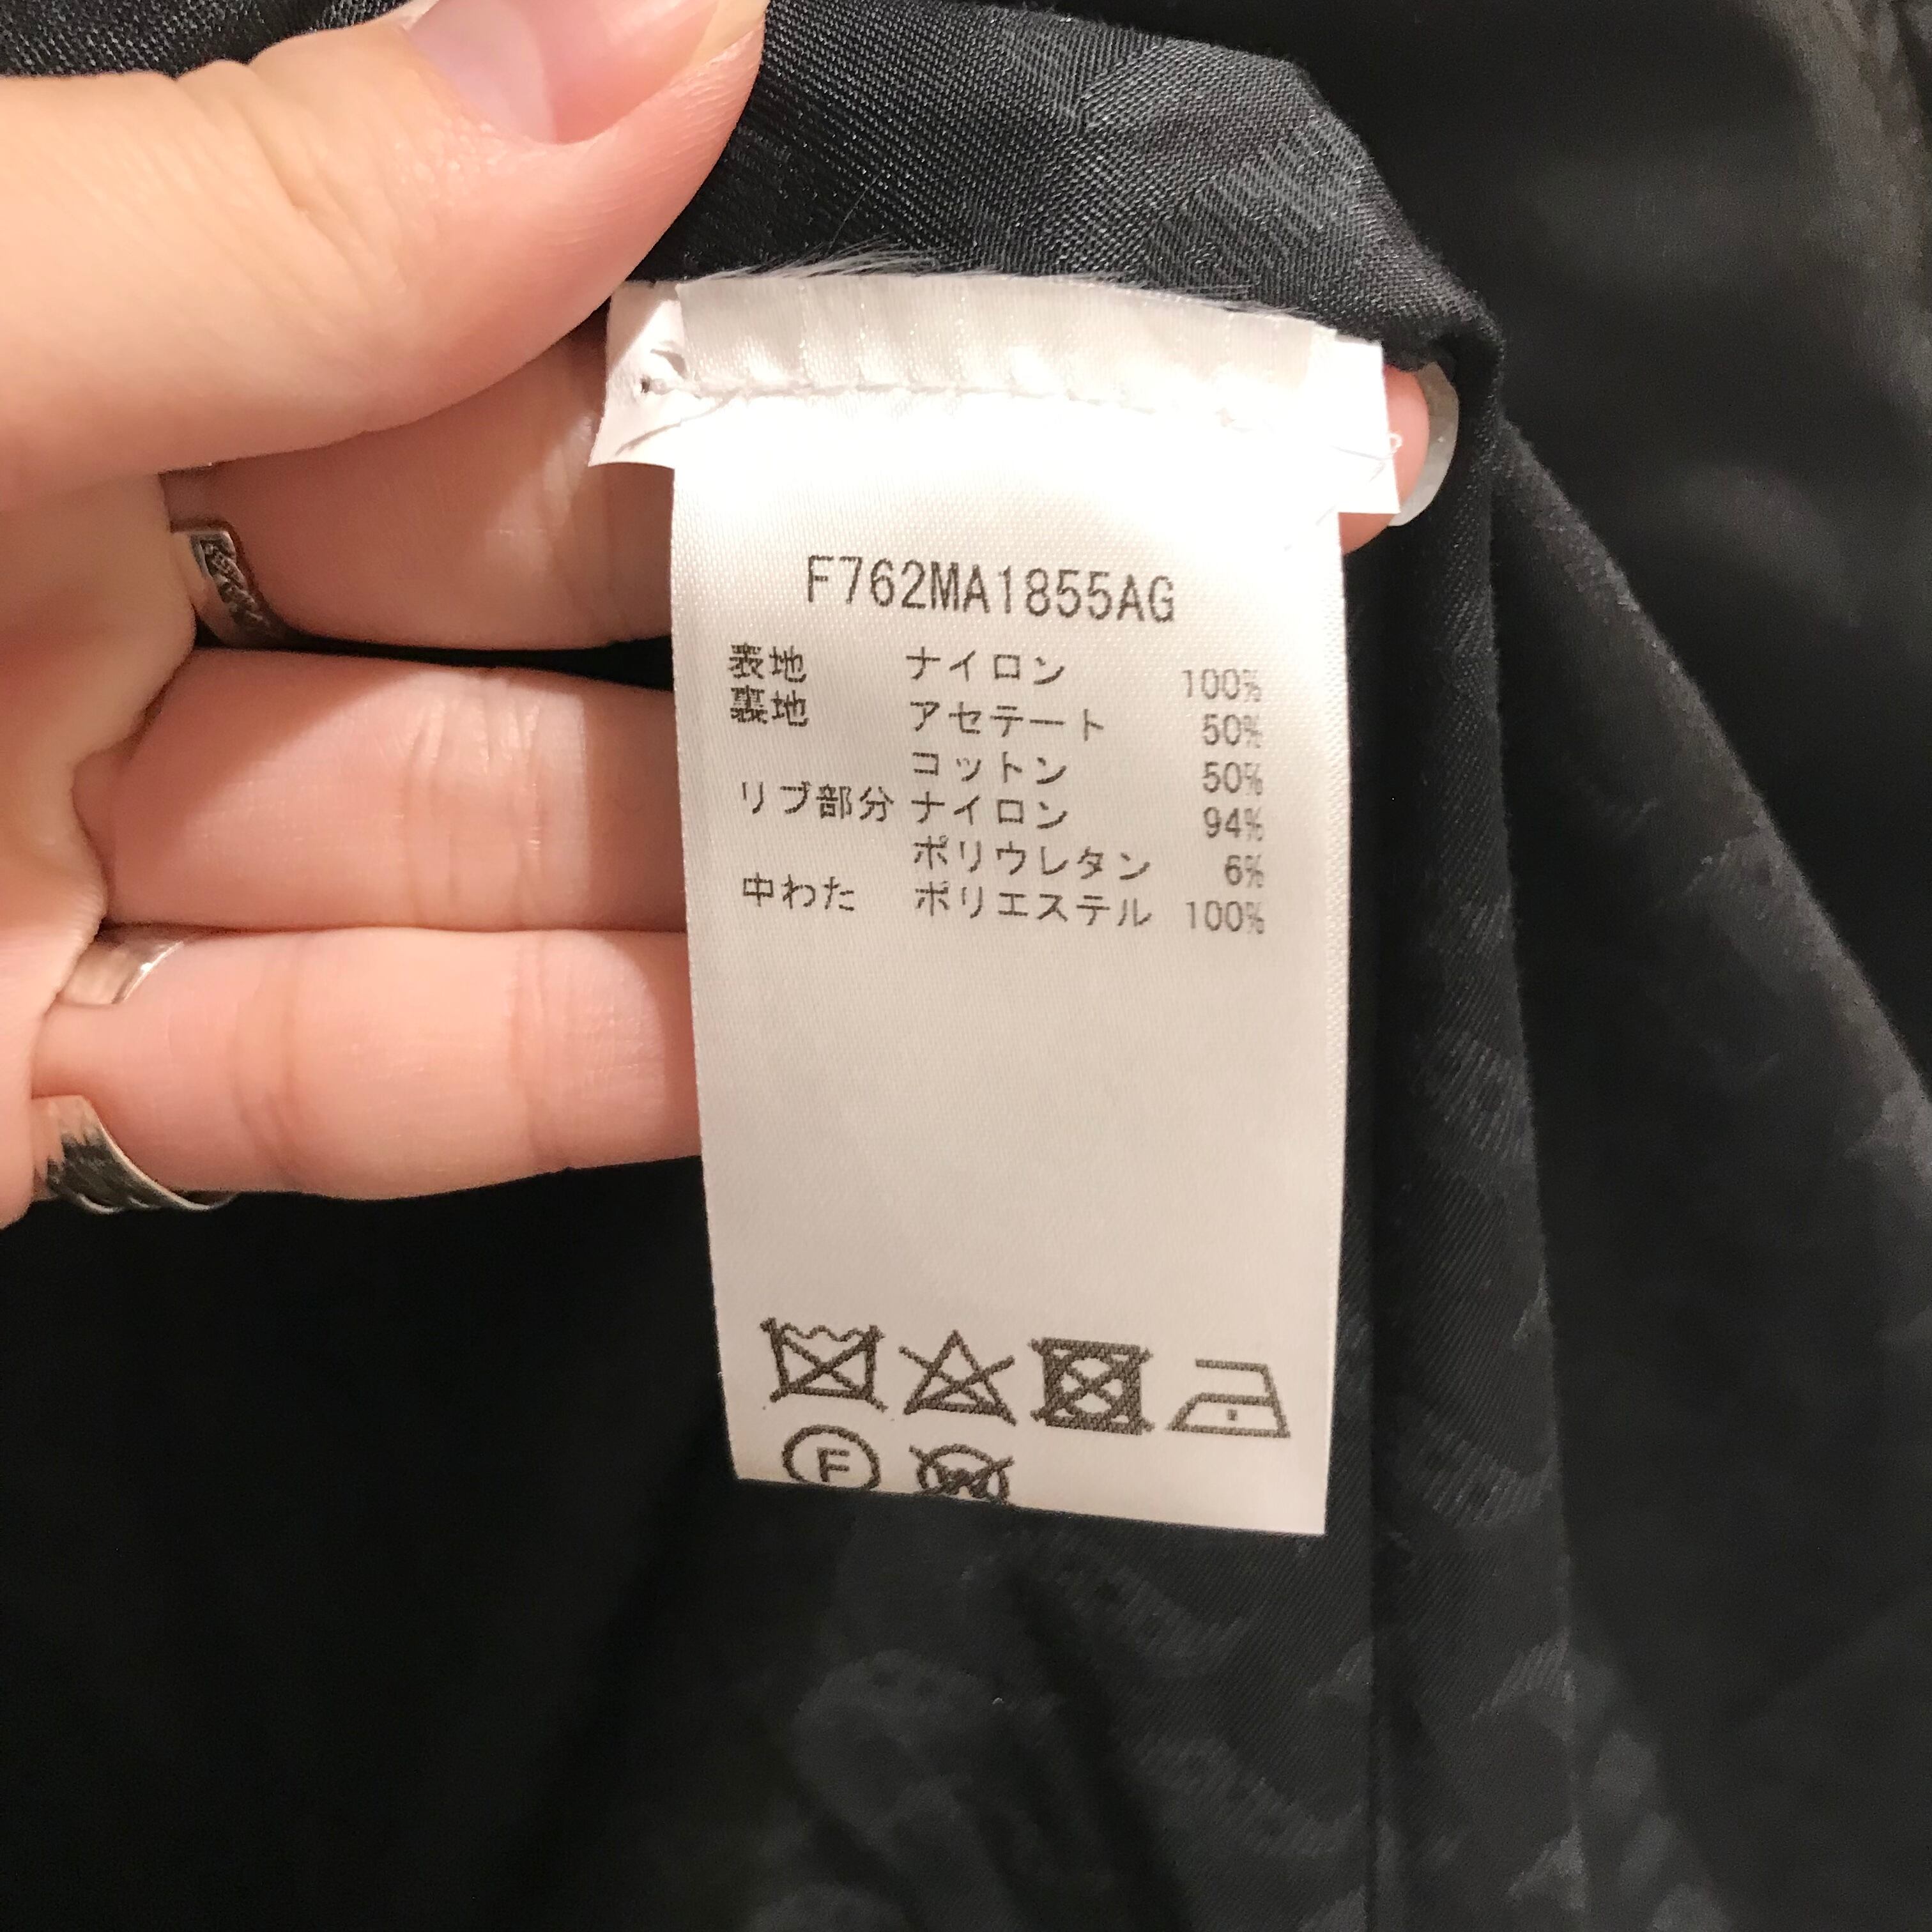 F762MA1855AG
表地 ナイロン 100%
裏地 アセテート 50%
コットン 50%
リブ部分 ナイロン 94%
ポリウレタン 6%
中わた ポリエステル 100%
F W